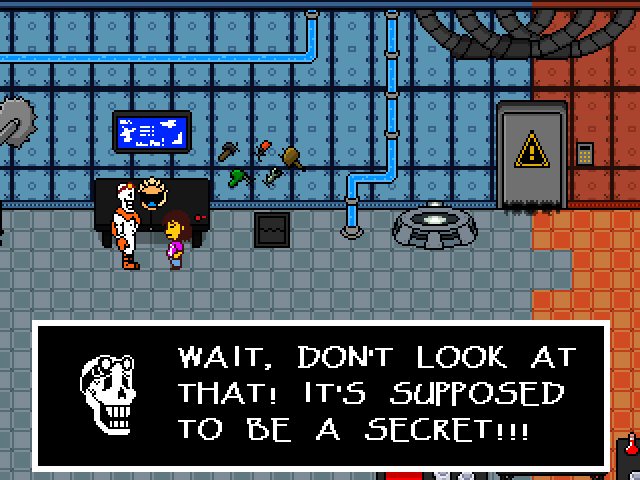 WAIT, DON'T LOOK AT
THAT! IT'S SUPPOSED
TO BE A SECRET!!!